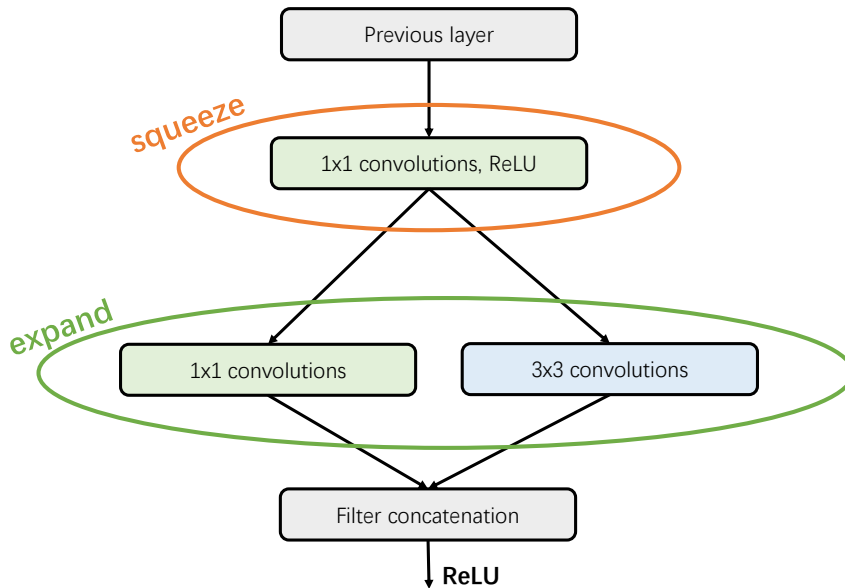 Previous layer
squeeze
1x1 convolutions, ReLU
expand
1x1 convolutions
3x3 convolutions
Filter concatenation
ReLU